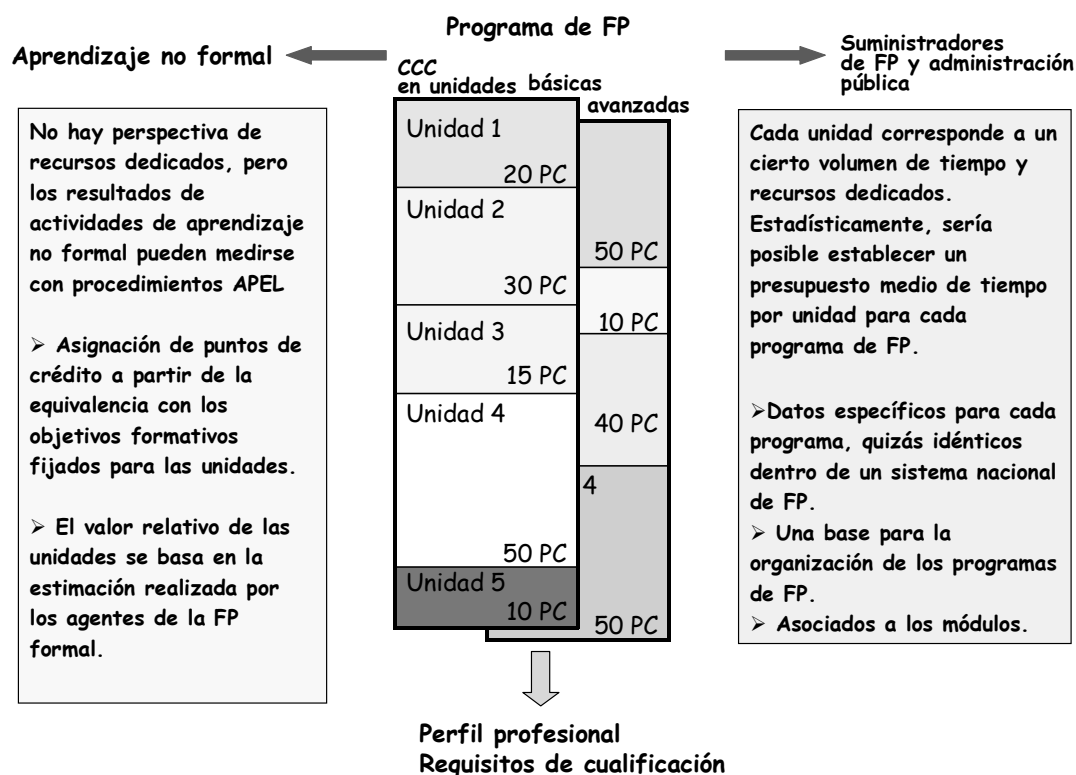 Programa de FP
Aprendizaje no formal
Suministradores
de FP y administración
pública
CCC
en unidades básicas
avanzadas
No hay perspectiva de
recursos dedicados, pero
los resultados de
actividades de aprendizaje
no formal pueden medirse
con procedimientos APEL
➢ Asignación de puntos de
crédito a partir de la
equivalencia con los
objetivos formativos
fijados para las unidades.
➢ El valor relativo de las
unidades se basa en la
estimación realizada por
los agentes de la FP
formal.
Unidad 1
20 PC
Unidad 2
30 PC
Unidad 3
15 PC
Unidad 4
50 PC
Unidad 5
10 PC
50 PC
10 PC
40 PC
4
50 PC
Cada unidad corresponde a un
cierto volumen de tiempo y
recursos dedicados.
Estadísticamente, sería
posible establecer un
presupuesto medio de tiempo
por unidad para cada
programa de FP.
➢Datos específicos para cada
programa, quizás idénticos
dentro de un sistema nacional
de FP.
➢ Una base para la
organización de los programas
de FP.
➢ Asociados a los módulos.
Perfil profesional
Requisitos de cualificación